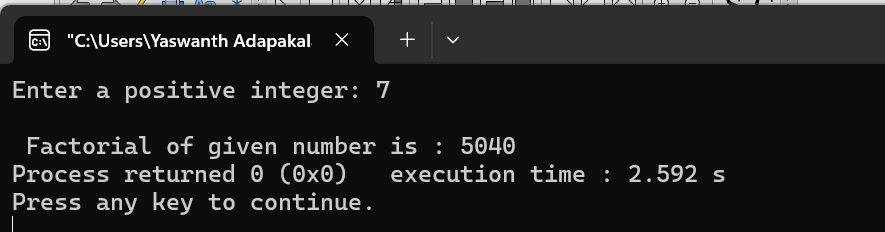 "C:\Users\Yaswanth Adapakal
Enter a positive integer: 7
Factorial of given number is : 5040
Process returned 0 (0x0)   execution time : 2.592 s
Press any key to continue.